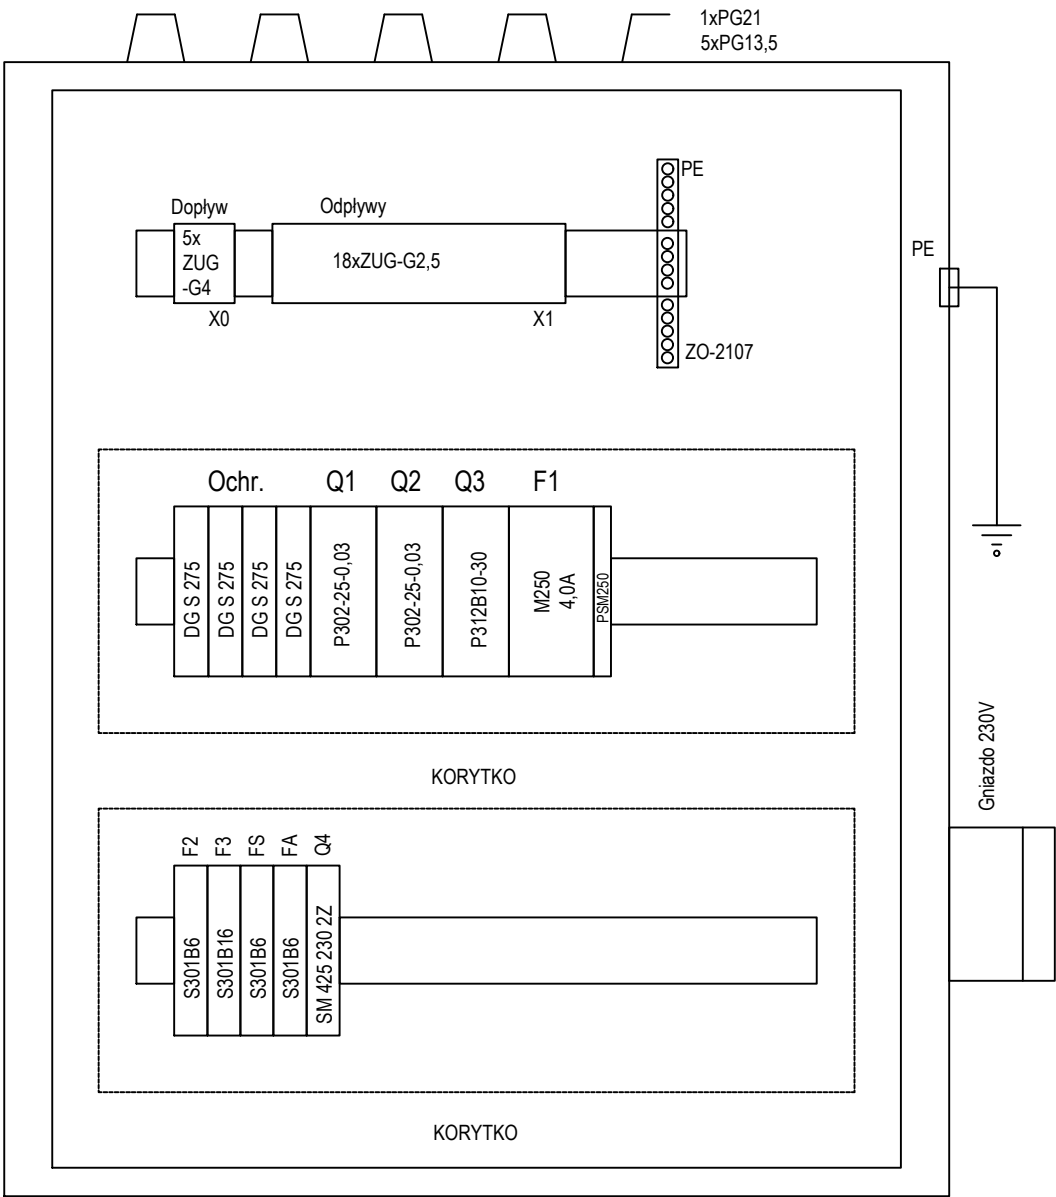 1xPG21
5xPG13,5
PE
Dopływ
Odpływy
5x
ZUG
-G4
18xZUG-G2,5
X0
X1
ZO-2107
PE
Ochr.
Q1
Q2
Q3
F1
DG S 275
DG S 275
DG S 275
DG S 275
P302-25-0,03
P302-25-0,03
P312B10-30
M250
4,0A
PSM250
KORYTKO
Gniazdo 230V
F2
F3
FS
FA
Q4
S301B6
S301B16
S301B6
S301B6
SM 425 230 2Z
KORYTKO